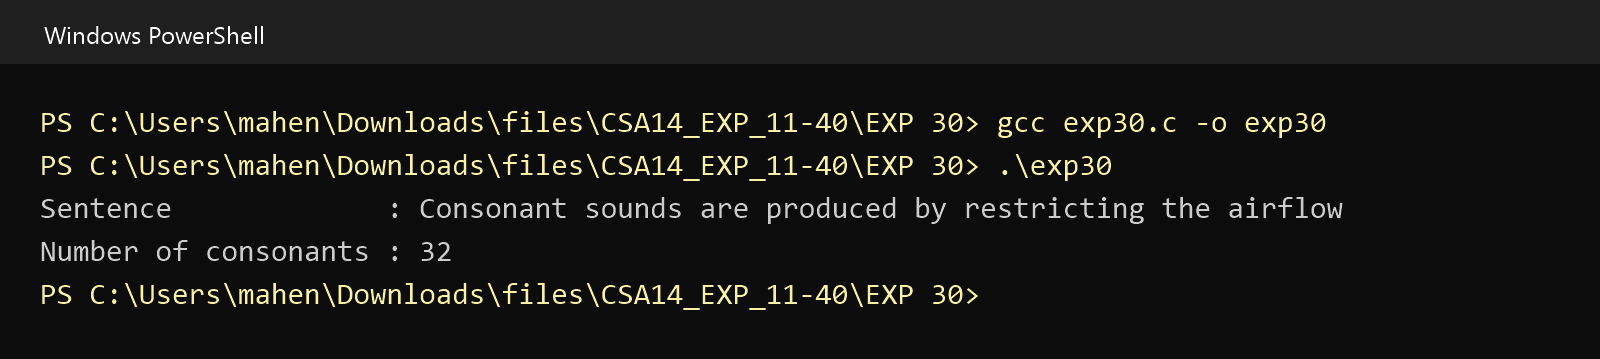 Windows PowerShell
PS C:\Users\mahen\Downloads\files\CSA14_EXP_11-40\EXP 30> gcc exp30.c -o exp30
PS C:\Users\mahen\Downloads\files\CSA14_EXP_11-40\EXP 30> .\exp30
Sentence             : Consonant sounds are produced by restricting the airflow
Number of consonants : 32
PS C:\Users\mahen\Downloads\files\CSA14_EXP_11-40\EXP 30>